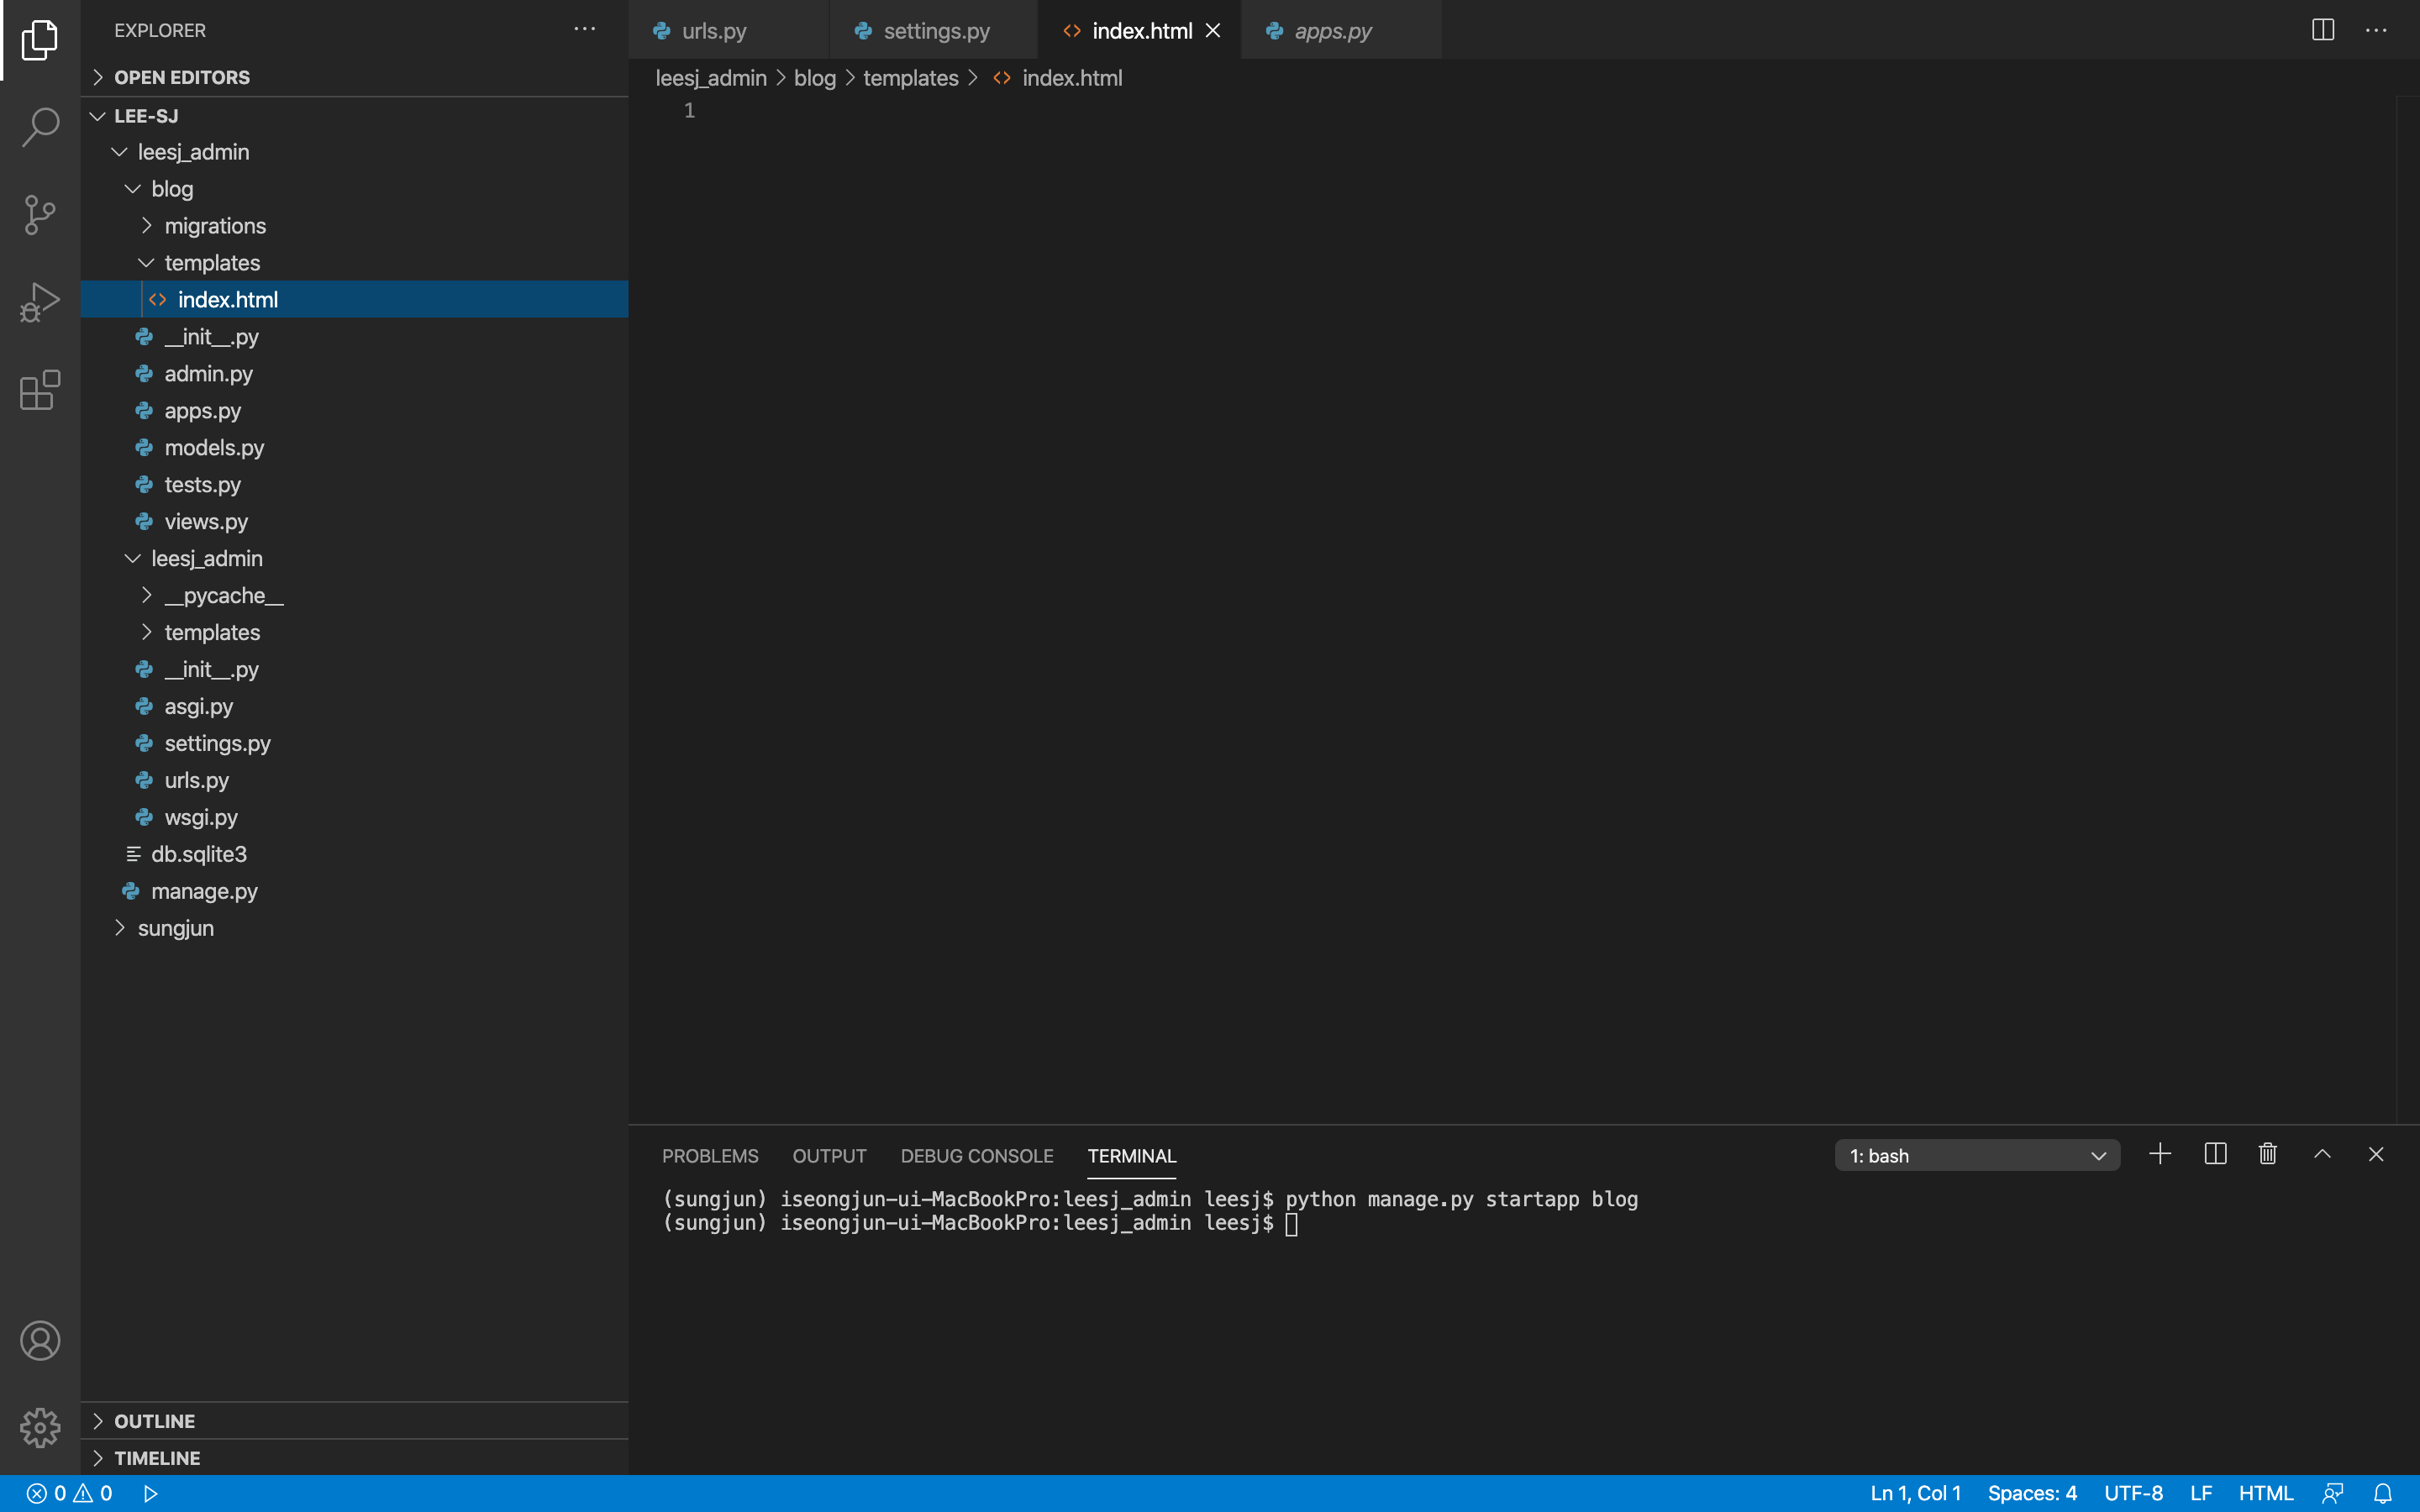 EXPLORER
OPEN EDITORS
LEE-SJ
leesj_admin
blog
migrations
templates
index.html
__init__.py
admin.py
apps.py
models.py
tests.py
views.py
leesj_admin
__pycache__
templates
__init__.py
asgi.py
settings.py
urls.py
wsgi.py
db.sqlite3
manage.py
sungjun
OUTLINE
TIMELINE
urls.py settings.py index.html apps.py
leesj_admin > blog > templates > index.html
1
PROBLEMS OUTPUT DEBUG CONSOLE TERMINAL 1: bash
(sungjun) iseongjun-ui-MacBookPro:leesj_admin leesj$ python manage.py startapp blog
(sungjun) iseongjun-ui-MacBookPro:leesj_admin leesj$
0 0 Ln 1, Col 1 Spaces: 4 UTF-8 LF HTML